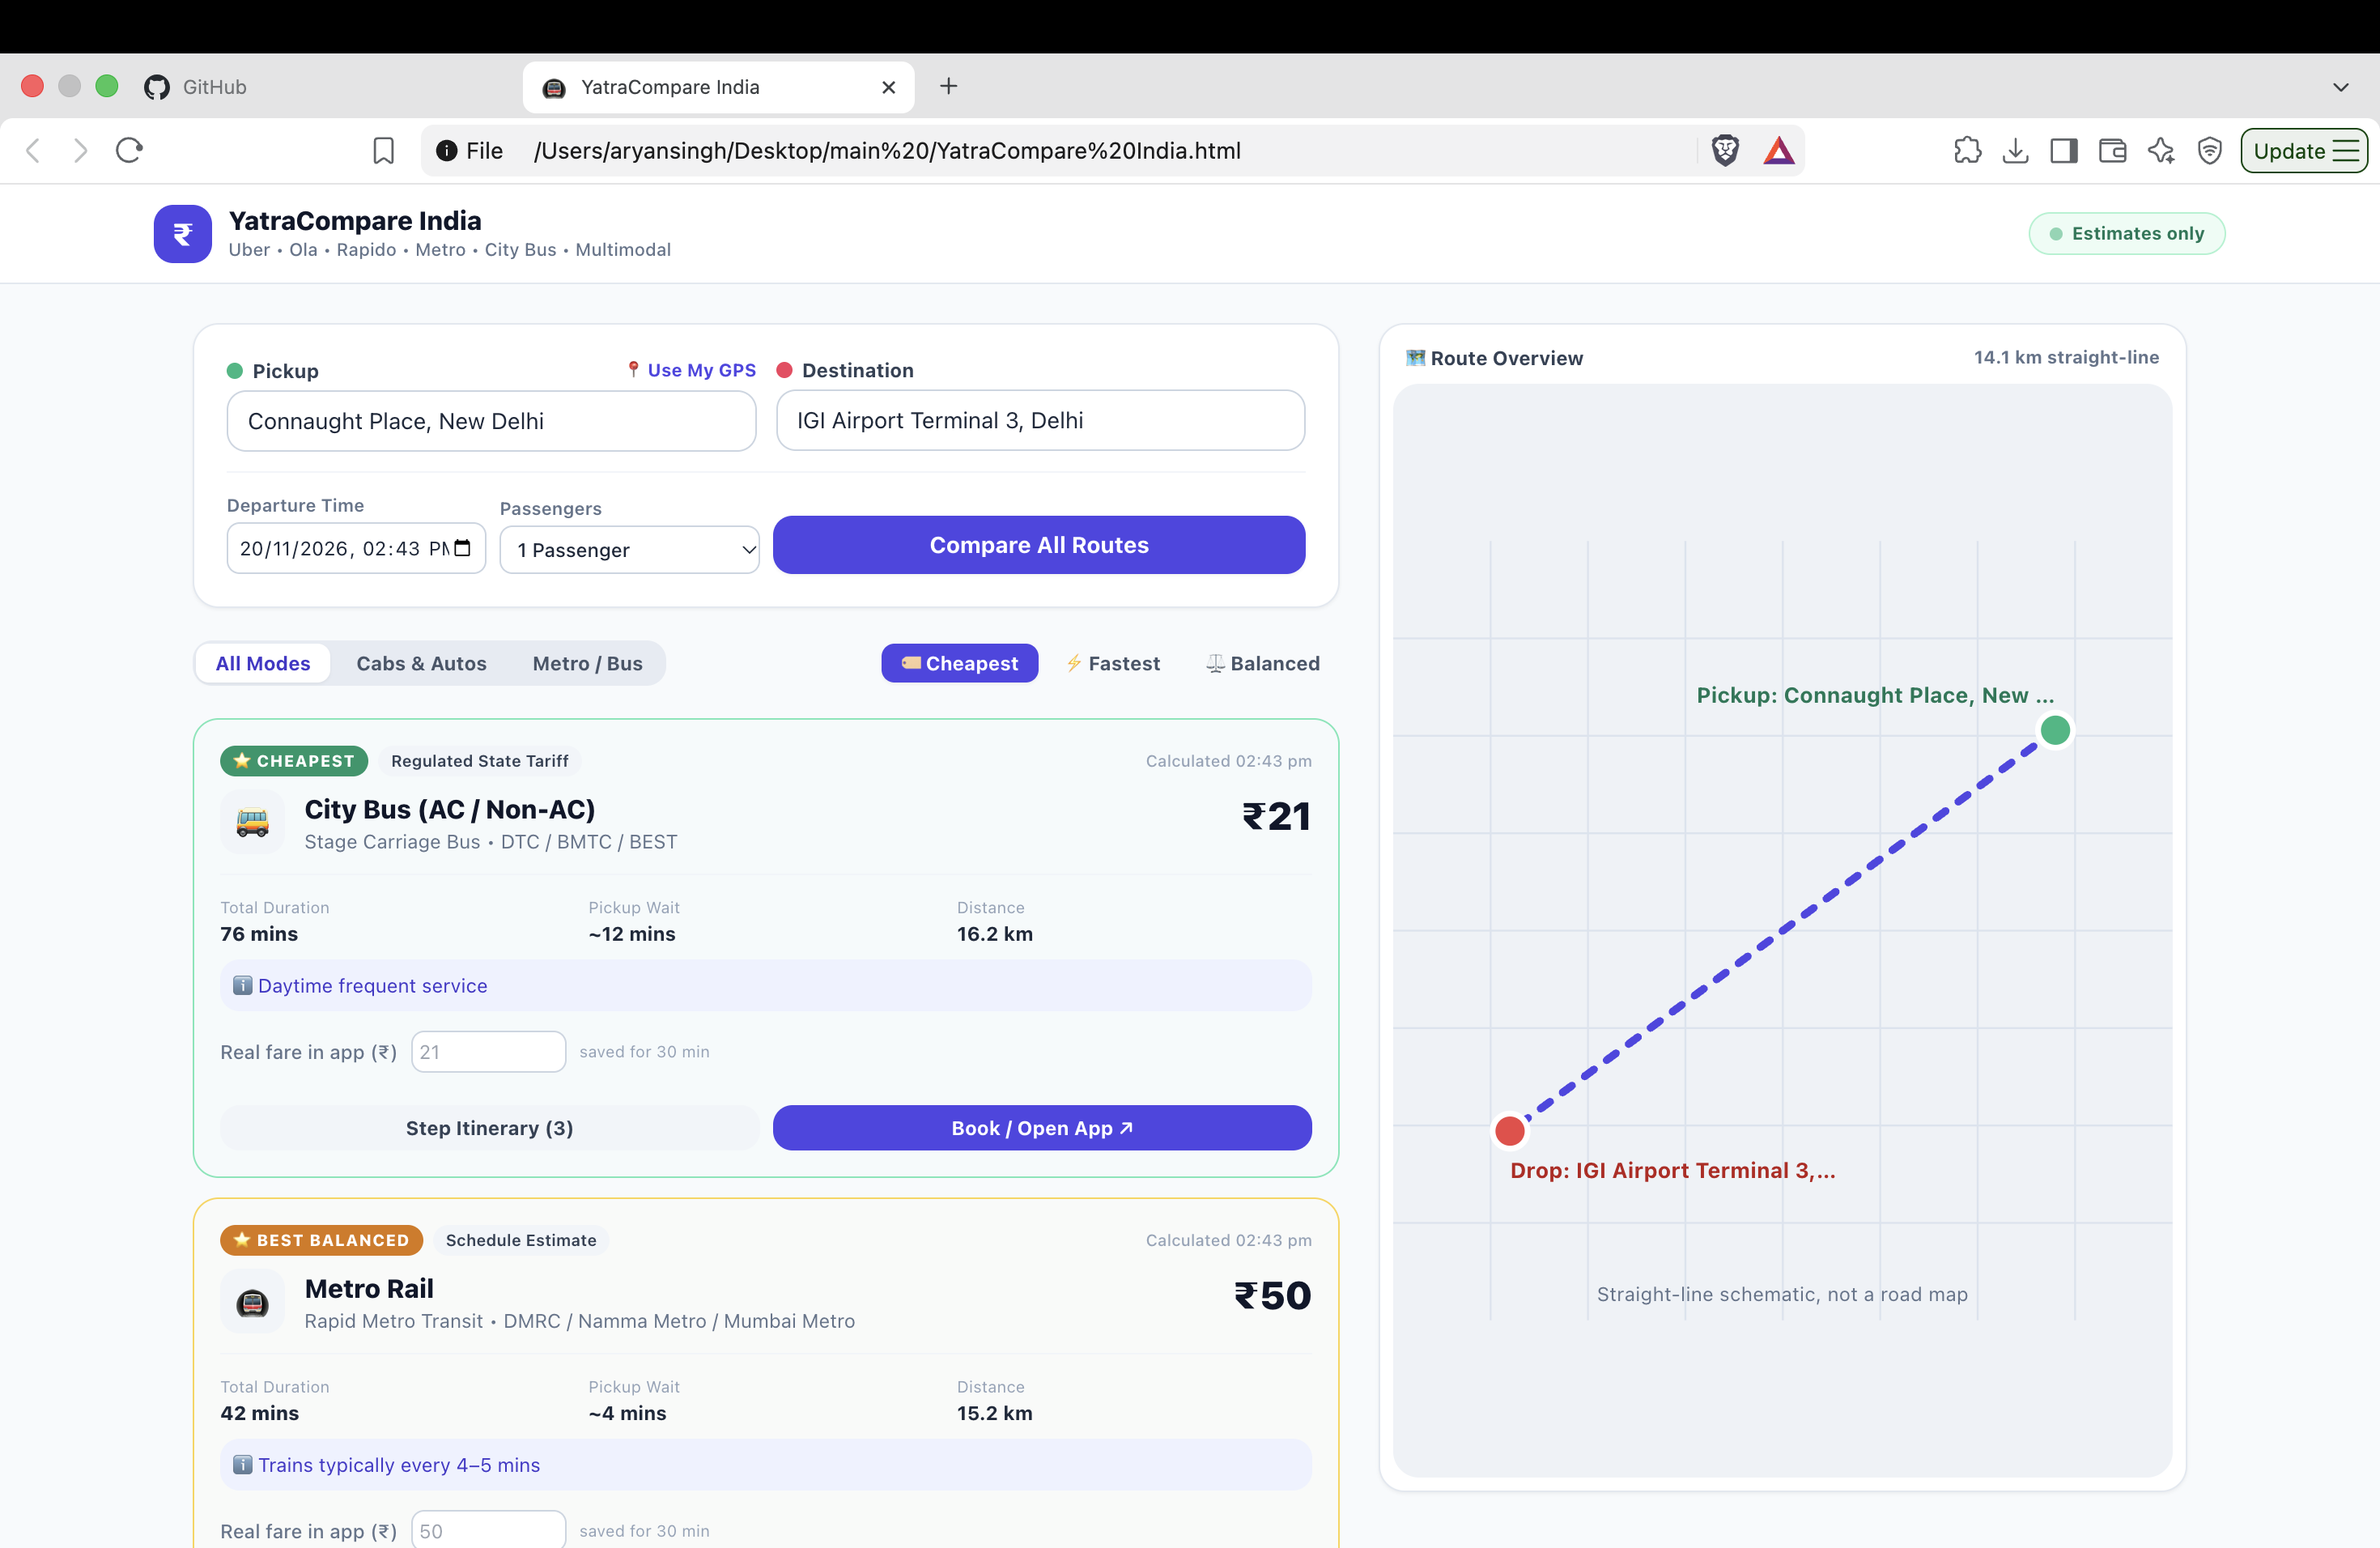 GitHub
YatraCompare India
File /Users/aryansingh/Desktop/main%20/YatraCompare%20India.html
Update
₹
YatraCompare India
Uber • Ola • Rapido • Metro • City Bus • Multimodal
Estimates only
Pickup
Use My GPS
Destination
Connaught Place, New Delhi
IGI Airport Terminal 3, Delhi
Departure Time
Passengers
20/11/2026, 02:43 PM
1 Passenger
Compare All Routes
All Modes
Cabs & Autos
Metro / Bus
Cheapest
Fastest
Balanced
CHEAPEST
Regulated State Tariff
Calculated 02:43 pm
City Bus (AC / Non-AC)
₹21
Stage Carriage Bus • DTC / BMTC / BEST
Total Duration
Pickup Wait
Distance
76 mins
~12 mins
16.2 km
Daytime frequent service
Real fare in app (₹)
21
saved for 30 min
Step Itinerary (3)
Book / Open App ↗
BEST BALANCED
Schedule Estimate
Calculated 02:43 pm
Metro Rail
₹50
Rapid Metro Transit • DMRC / Namma Metro / Mumbai Metro
Total Duration
Pickup Wait
Distance
42 mins
~4 mins
15.2 km
Trains typically every 4–5 mins
Real fare in app (₹)
50
saved for 30 min
Route Overview
14.1 km straight-line
Pickup: Connaught Place, New ...
Drop: IGI Airport Terminal 3,...
Straight-line schematic, not a road map